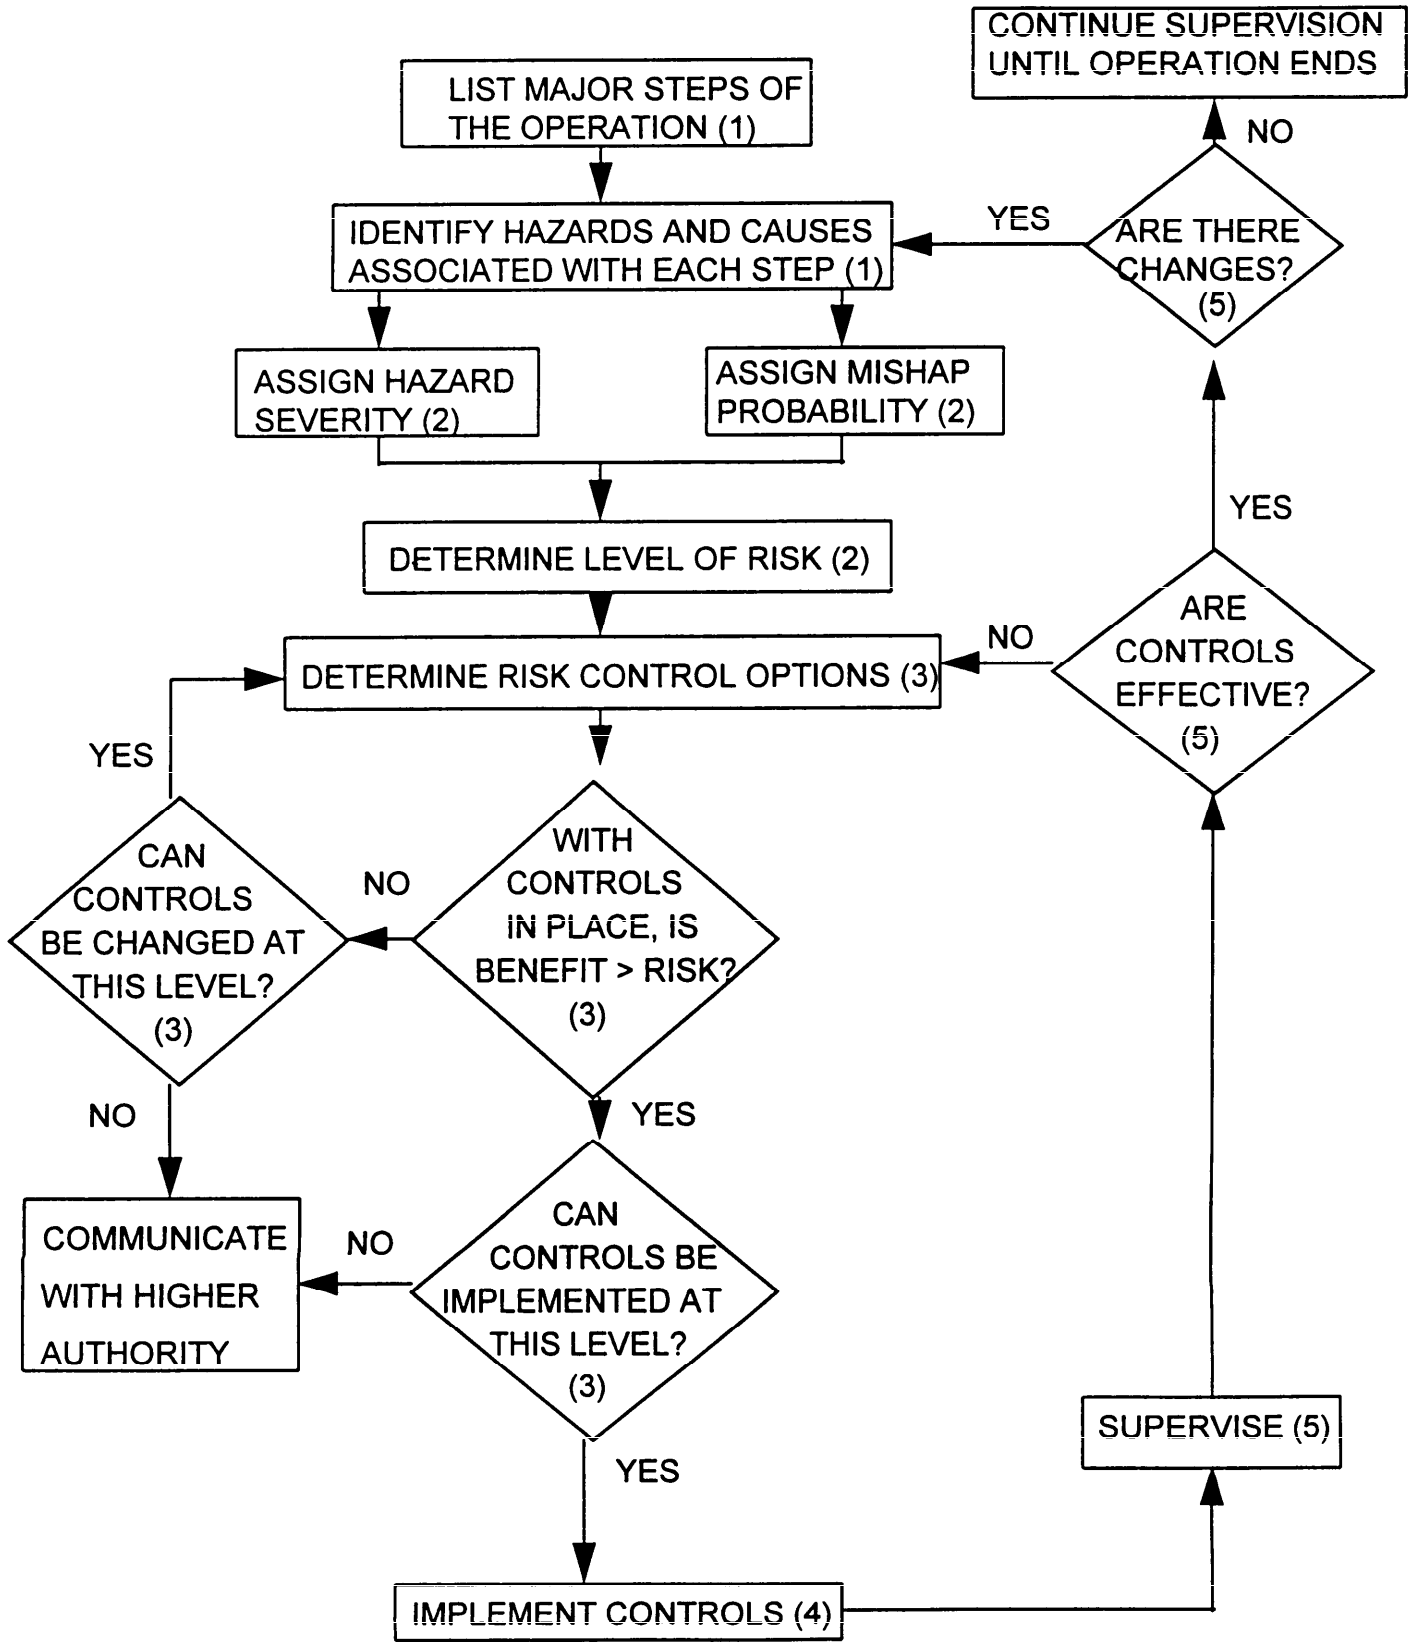 CONTINUE SUPERVISION
UNTIL OPERATION ENDS
LIST MAJOR STEPS OF
THE OPERATION (1)
NO
IDENTIFY HAZARDS AND CAUSES
ASSOCIATED WITH EACH STEP (1)
YES
ARE THERE
CHANGES?
(5)
ASSIGN HAZARD
SEVERITY (2)
ASSIGN MISHAP
PROBABILITY (2)
YES
DETERMINE LEVEL OF RISK (2)
ARE
CONTROLS
EFFECTIVE?
(5)
NO
DETERMINE RISK CONTROL OPTIONS (3)
YES
CAN
CONTROLS
BE CHANGED AT
THIS LEVEL?
(3)
NO
WITH
CONTROLS
IN PLACE, IS
BENEFIT > RISK?
(3)
NO
YES
COMMUNICATE
WITH HIGHER
AUTHORITY
NO
CAN
CONTROLS BE
IMPLEMENTED AT
THIS LEVEL?
(3)
YES
SUPERVISE (5)
IMPLEMENT CONTROLS (4)